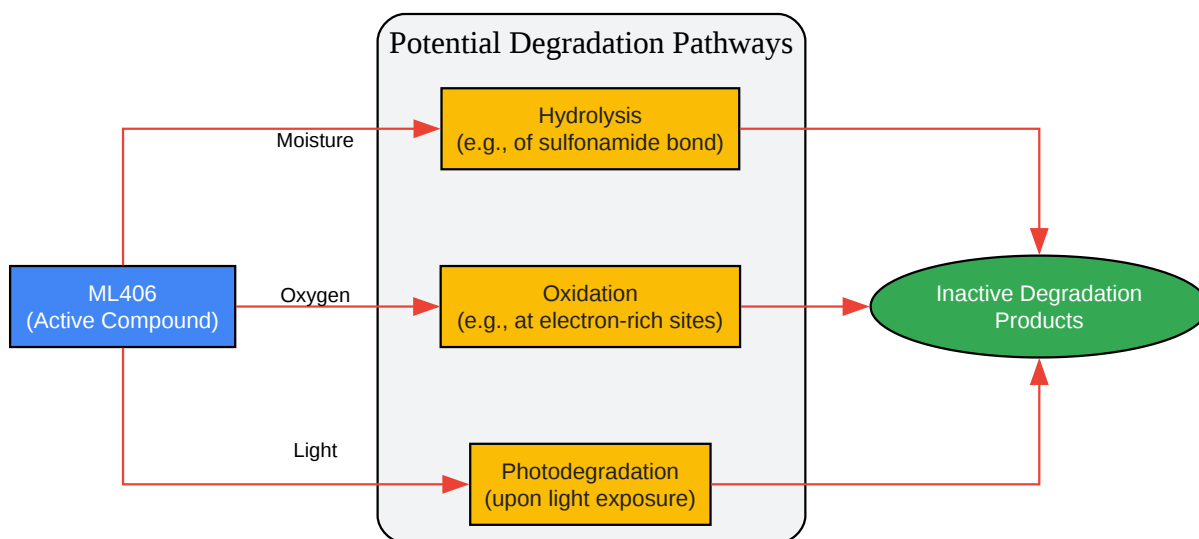 Potential Degradation Pathways
Hydrolysis
(e.g., of sulfonamide bond)
Moisture
ML406
(Active Compound)
Oxygen
Oxidation
(e.g., at electron-rich sites)
Inactive Degradation
Products
Light
Photodegradation
(upon light exposure)